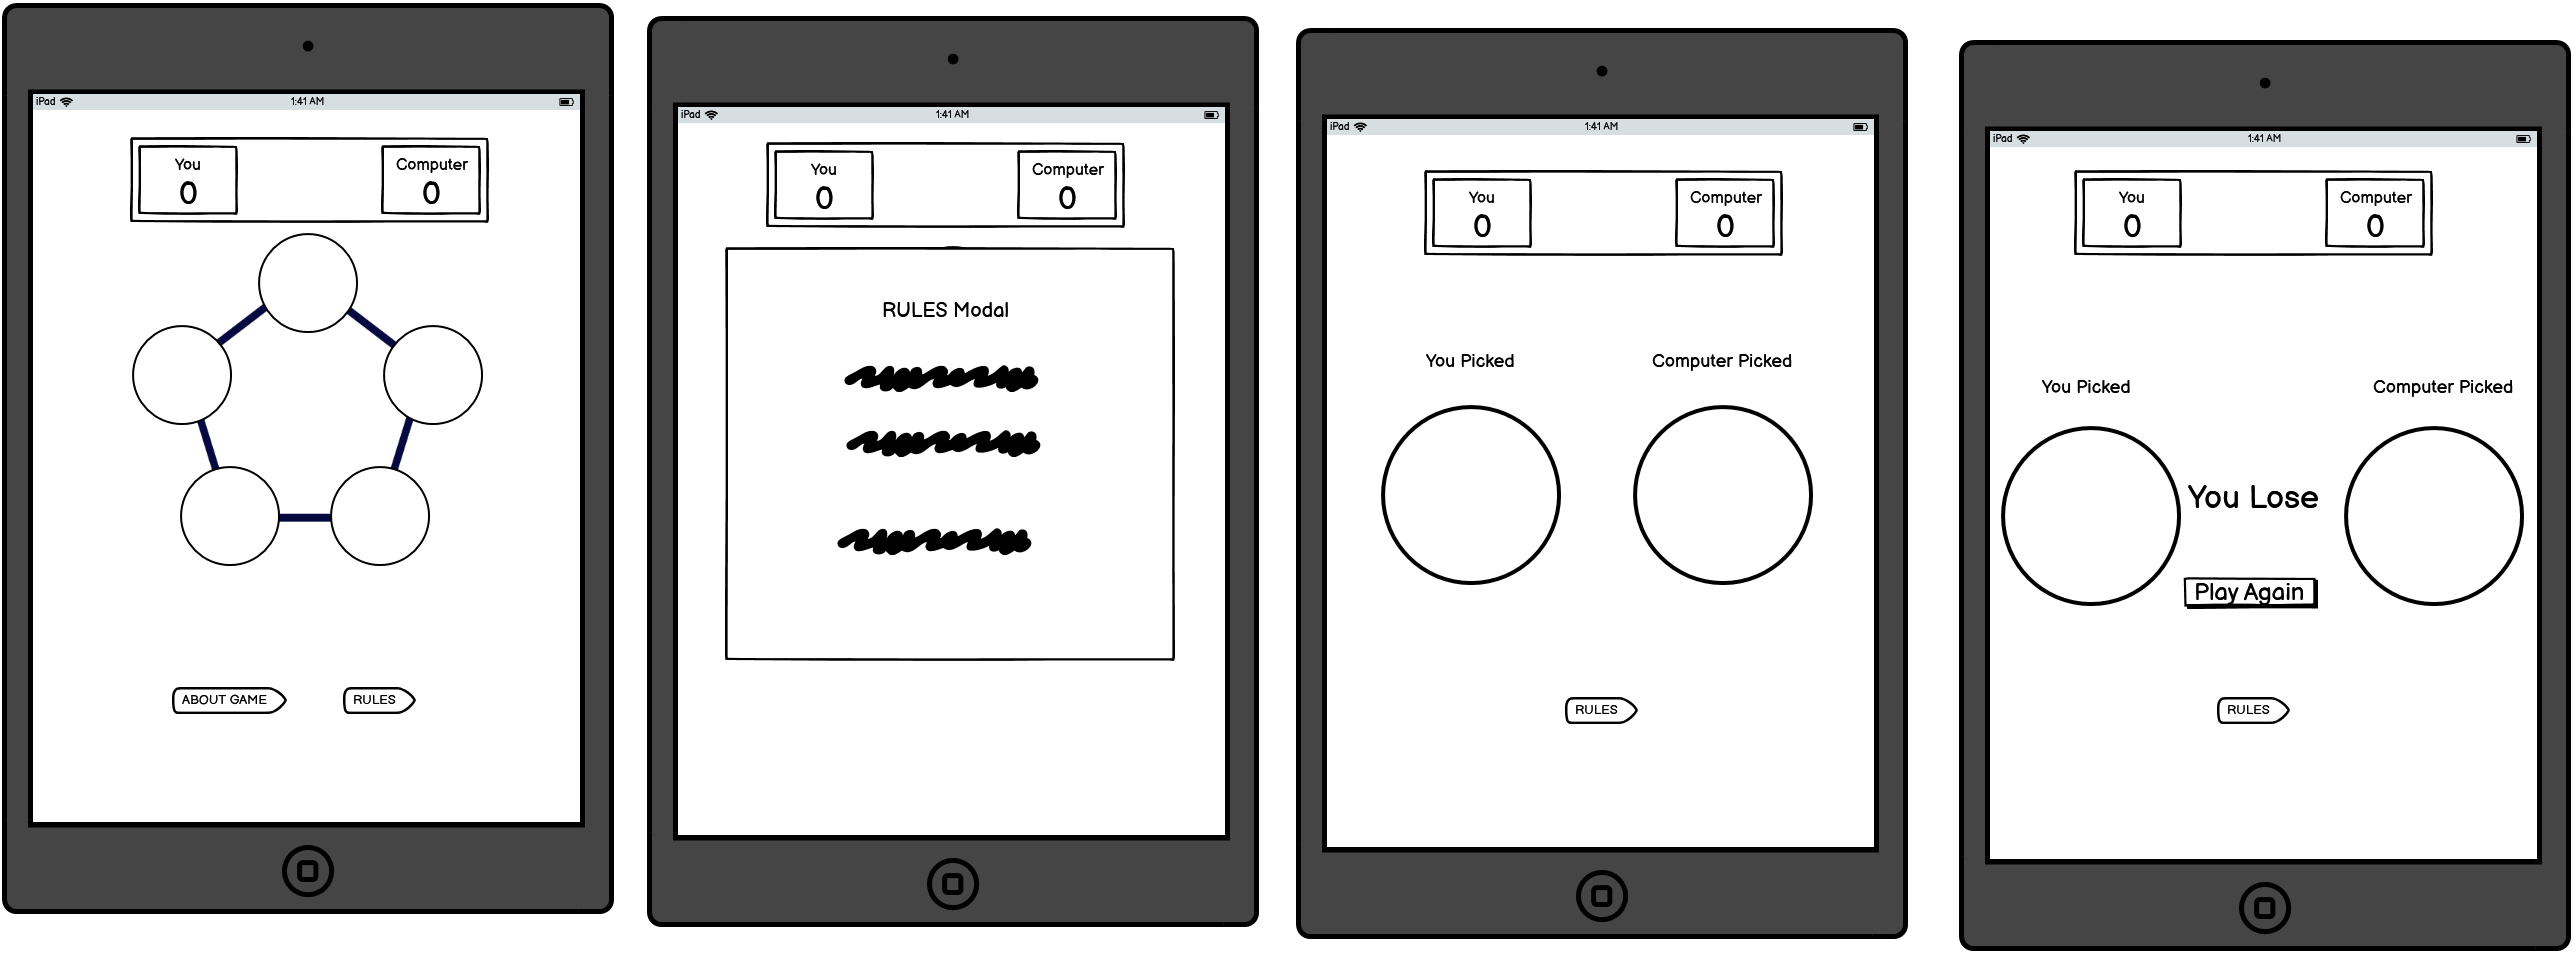 iPad 1:41 AM
You Computer
0 0
ABOUT GAME RULES
iPad 1:41 AM
You Computer
0 0
RULES Modal
iPad 1:41 AM
You Computer
0 0
You Picked Computer Picked
RULES
iPad 1:41 AM
You Computer
0 0
You Picked Computer Picked
You Lose
Play Again
RULES